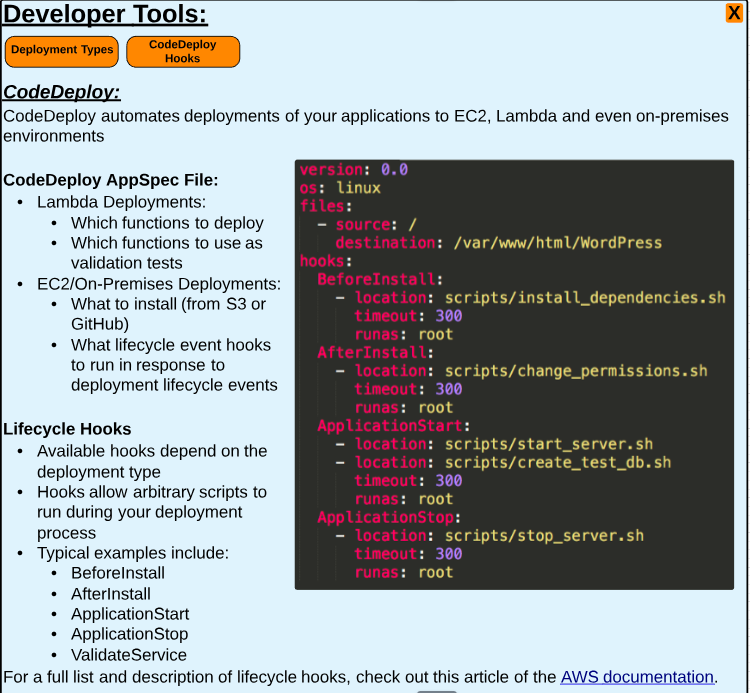 Developer Tools:
X
Deployment Types
CodeDeploy
Hooks
CodeDeploy:
CodeDeploy automates deployments of your applications to EC2, Lambda and even on-premises
environments
CodeDeploy AppSpec File:
• Lambda Deployments:
• Which functions to deploy
• Which functions to use as
validation tests
• EC2/On-Premises Deployments:
• What to install (from S3 or
GitHub)
• What lifecycle event hooks
to run in response to
deployment lifecycle events
Lifecycle Hooks
• Available hooks depend on the
deployment type
• Hooks allow arbitrary scripts to
run during your deployment
process
• Typical examples include:
• BeforeInstall
• AfterInstall
• ApplicationStart
• ApplicationStop
• ValidateService
version: 0.0
os: linux
files:
  - source: /
    destination: /var/www/html/WordPress
hooks:
  BeforeInstall:
    - location: scripts/install_dependencies.sh
      timeout: 300
      runas: root
  AfterInstall:
    - location: scripts/change_permissions.sh
      timeout: 300
      runas: root
  ApplicationStart:
    - location: scripts/start_server.sh
    - location: scripts/create_test_db.sh
      timeout: 300
      runas: root
  ApplicationStop:
    - location: scripts/stop_server.sh
      timeout: 300
      runas: root
For a full list and description of lifecycle hooks, check out this article of the AWS documentation.